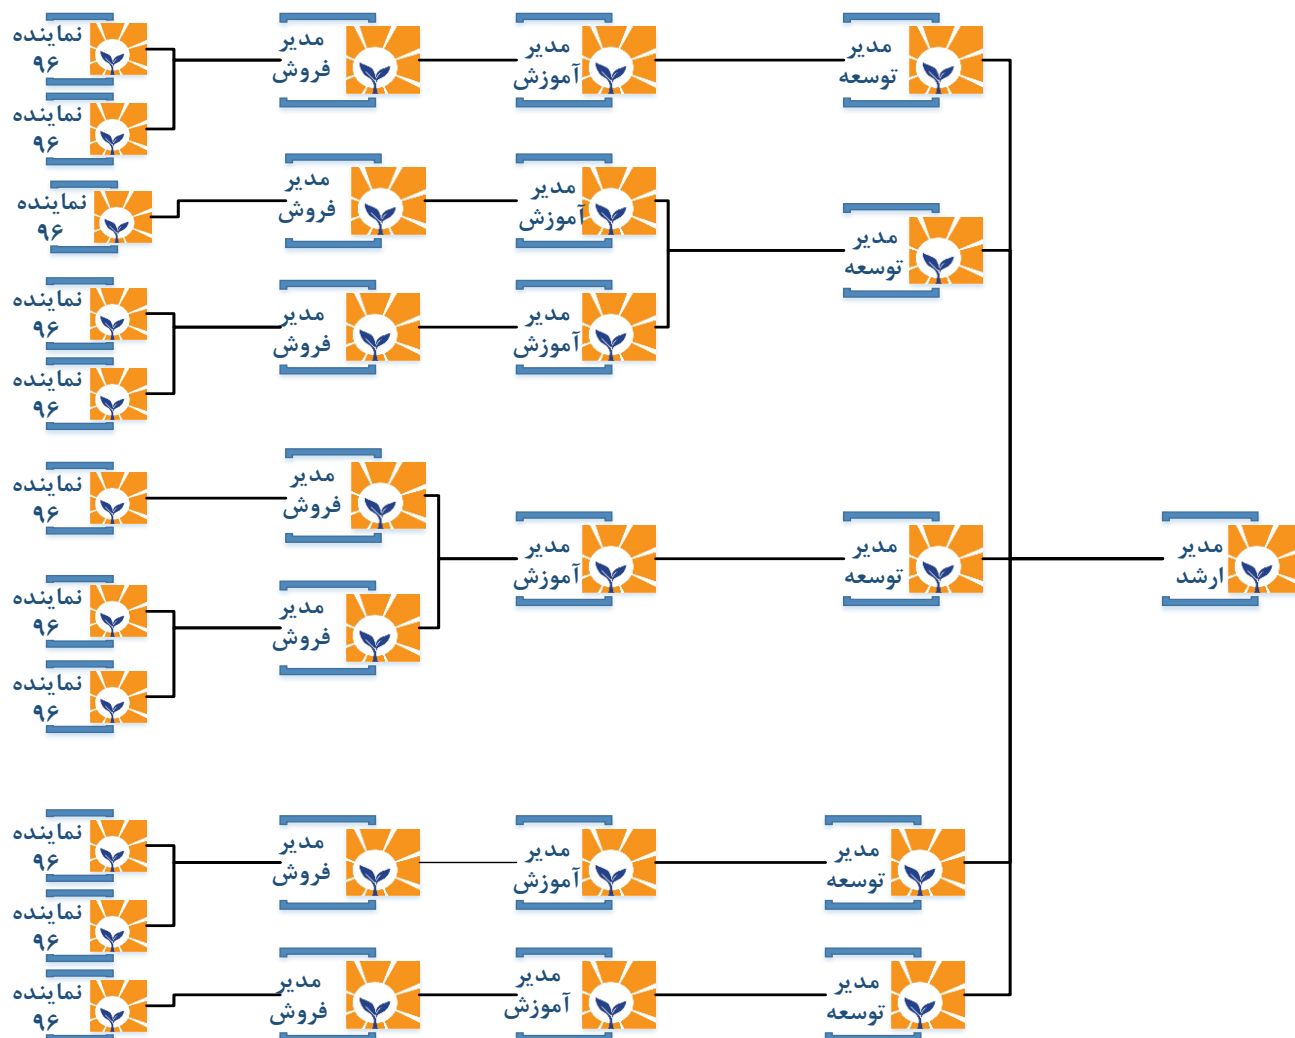 مدیر
ارشد
مدیر
توسعه
مدیر
آموزش
مدیر
فروش
نماینده
۹۶
نماینده
۹۶
مدیر
توسعه
مدیر
آموزش
مدیر
فروش
نماینده
۹۶
مدیر
آموزش
مدیر
فروش
نماینده
۹۶
نماینده
۹۶
مدیر
توسعه
مدیر
آموزش
مدیر
فروش
نماینده
۹۶
مدیر
فروش
نماینده
۹۶
نماینده
۹۶
مدیر
توسعه
مدیر
آموزش
مدیر
فروش
نماینده
۹۶
نماینده
۹۶
مدیر
توسعه
مدیر
آموزش
مدیر
فروش
نماینده
۹۶